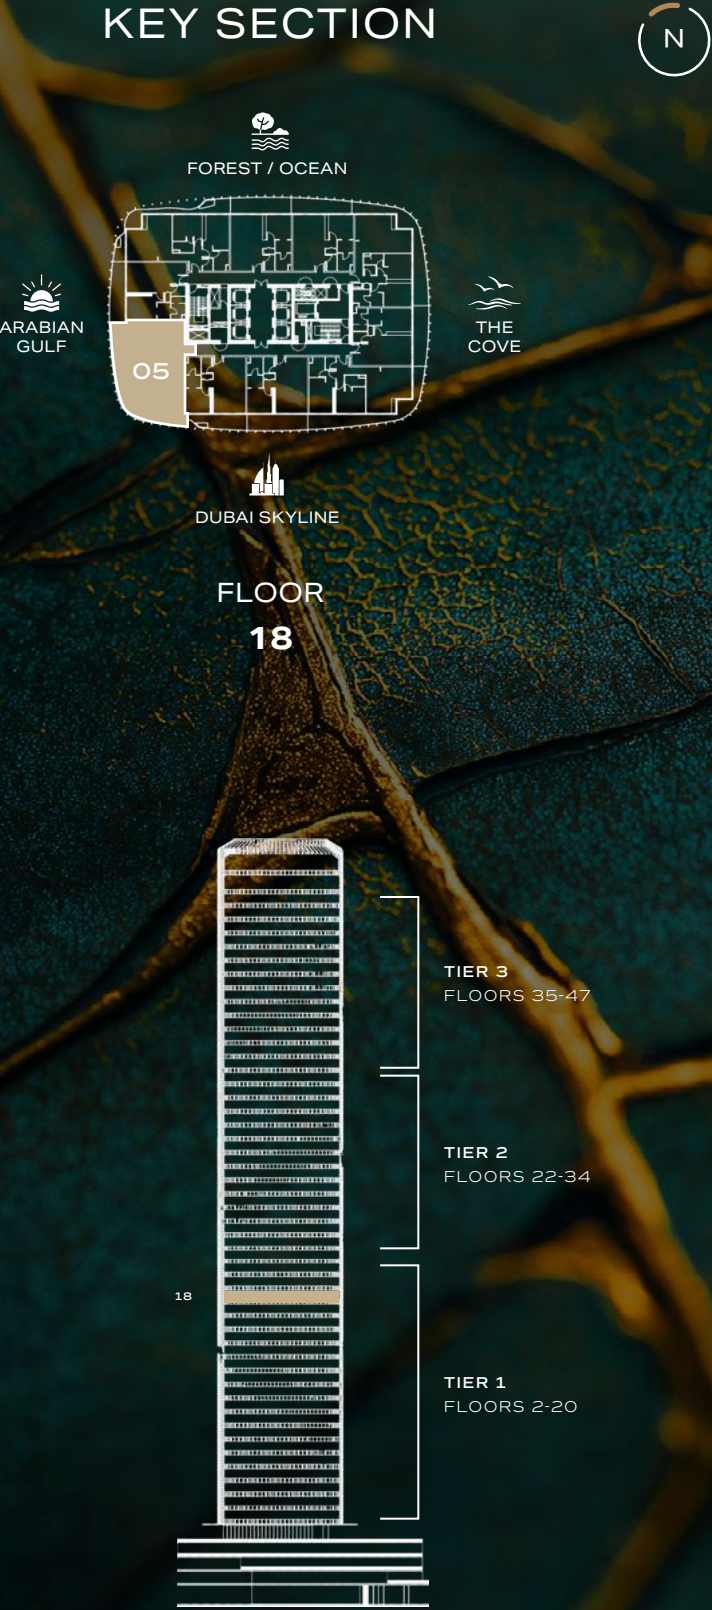 KEY SECTION
N
FOREST / OCEAN
ARABIAN
GULF
THE
COVE
05
DUBAI SKYLINE
FLOOR
18
TIER 3
FLOORS 35-47
TIER 2
FLOORS 22-34
18
TIER 1
FLOORS 2-20